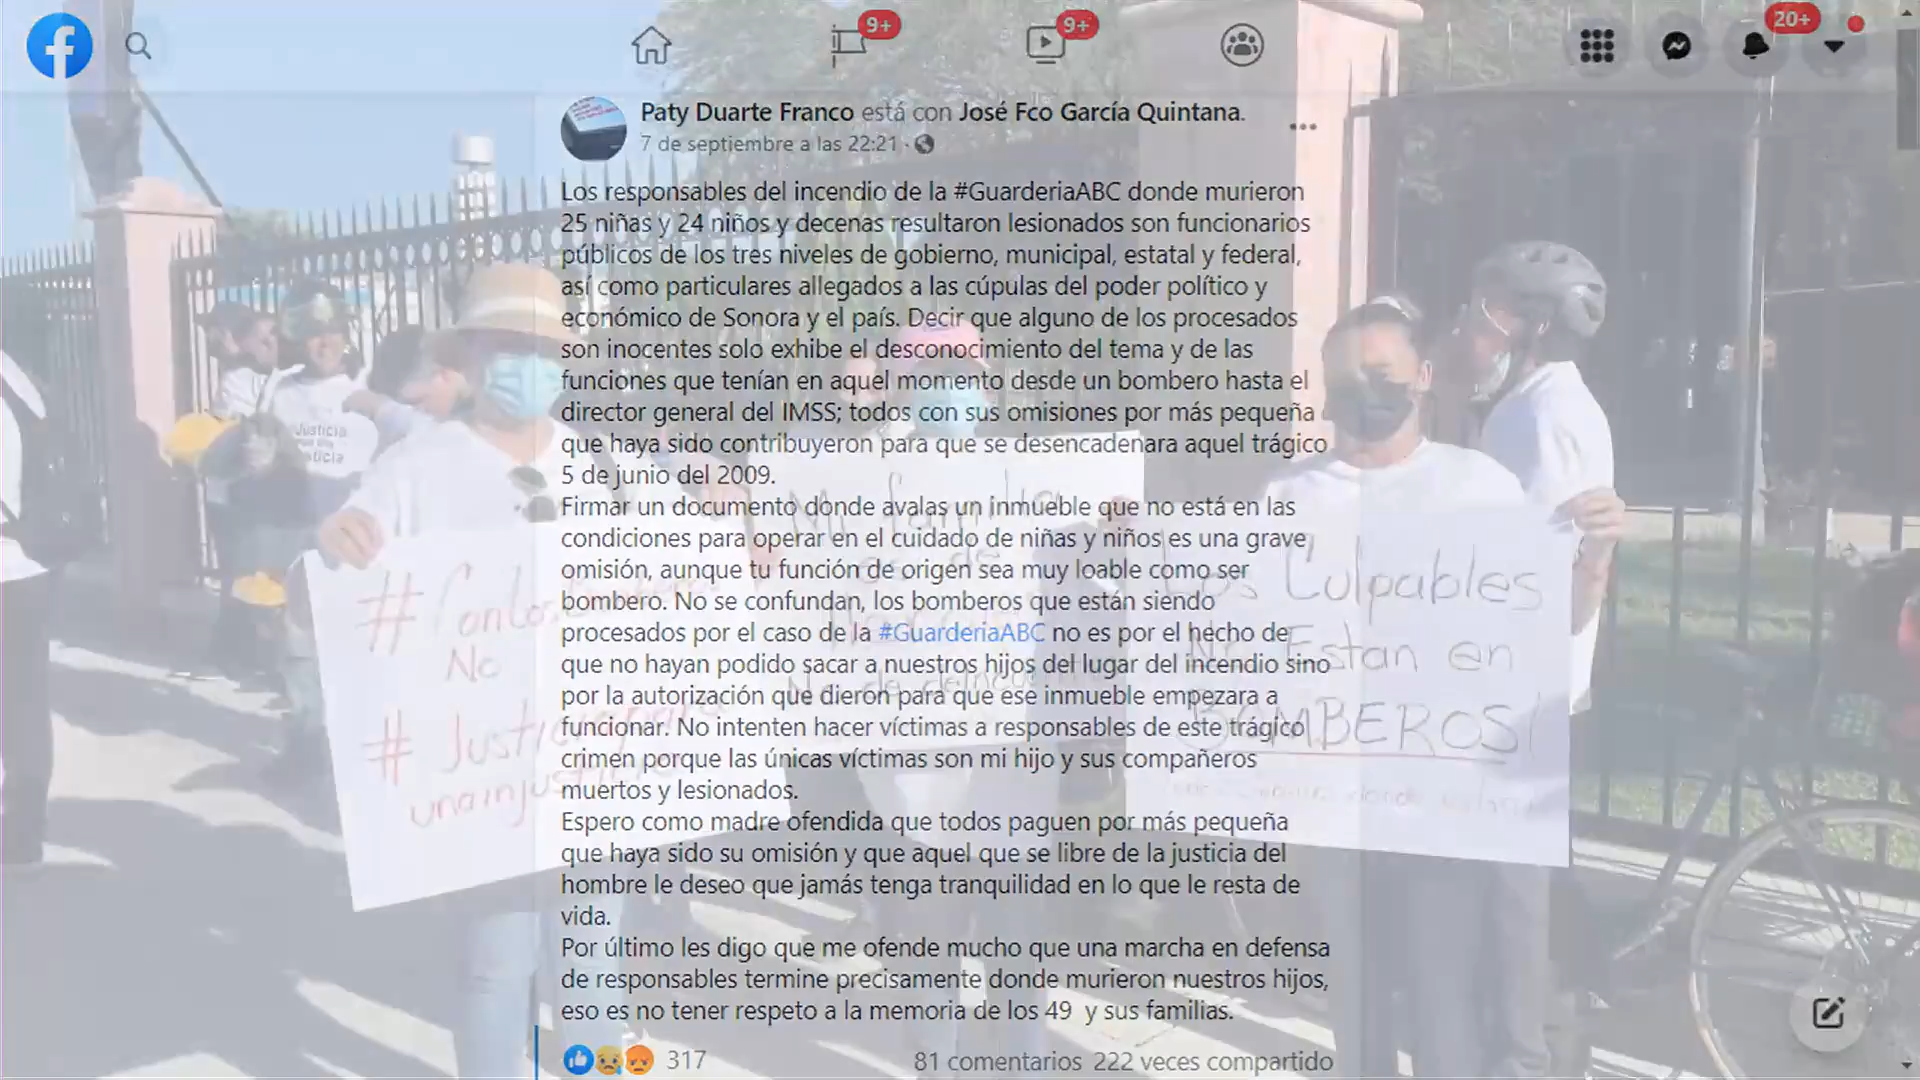 9+
9+
20+
Paty Duarte Franco está con José Fco García Quintana.
7 de septiembre a las 22:21 ·
Los responsables del incendio de la #GuarderiaABC donde murieron
25 niñas y 24 niños y decenas resultaron lesionados son funcionarios
públicos de los tres niveles de gobierno, municipal, estatal y federal,
así como particulares allegados a las cúpulas del poder político y
económico de Sonora y el país. Decir que alguno de los procesados
son inocentes solo exhibe el desconocimiento del tema y de las
funciones que tenían en aquel momento desde un bombero hasta el
director general del IMSS; todos con sus omisiones por más pequeña
que haya sido contribuyeron para que se desencadenara aquel trágico
5 de junio del 2009.
Firmar un documento donde avalas un inmueble que no está en las
condiciones para operar en el cuidado de niñas y niños es una grave
omisión, aunque tu función de origen sea muy loable como ser
bombero. No se confundan, los bomberos que están siendo
procesados por el caso de la #GuarderiaABC no es por el hecho de
que no hayan podido sacar a nuestros hijos del lugar del incendio sino
por la autorización que dieron para que ese inmueble empezara a
funcionar. No intenten hacer víctimas a responsables de este trágico
crimen porque las únicas víctimas son mi hijo y sus compañeros
muertos y lesionados.
Espero como madre ofendida que todos paguen por más pequeña
que haya sido su omisión y que aquel que se libre de la justicia del
hombre le deseo que jamás tenga tranquilidad en lo que le resta de
vida.
Por último les digo que me ofende mucho que una marcha en defensa
de responsables termine precisamente donde murieron nuestros hijos,
eso es no tener respeto a la memoria de los 49 y sus familias.
317
81 comentarios 222 veces compartido
Justicia
No
# Justicia para
una injusticia
Mi familia
es de
Los Culpables
No Estan en
BOMBEROS!